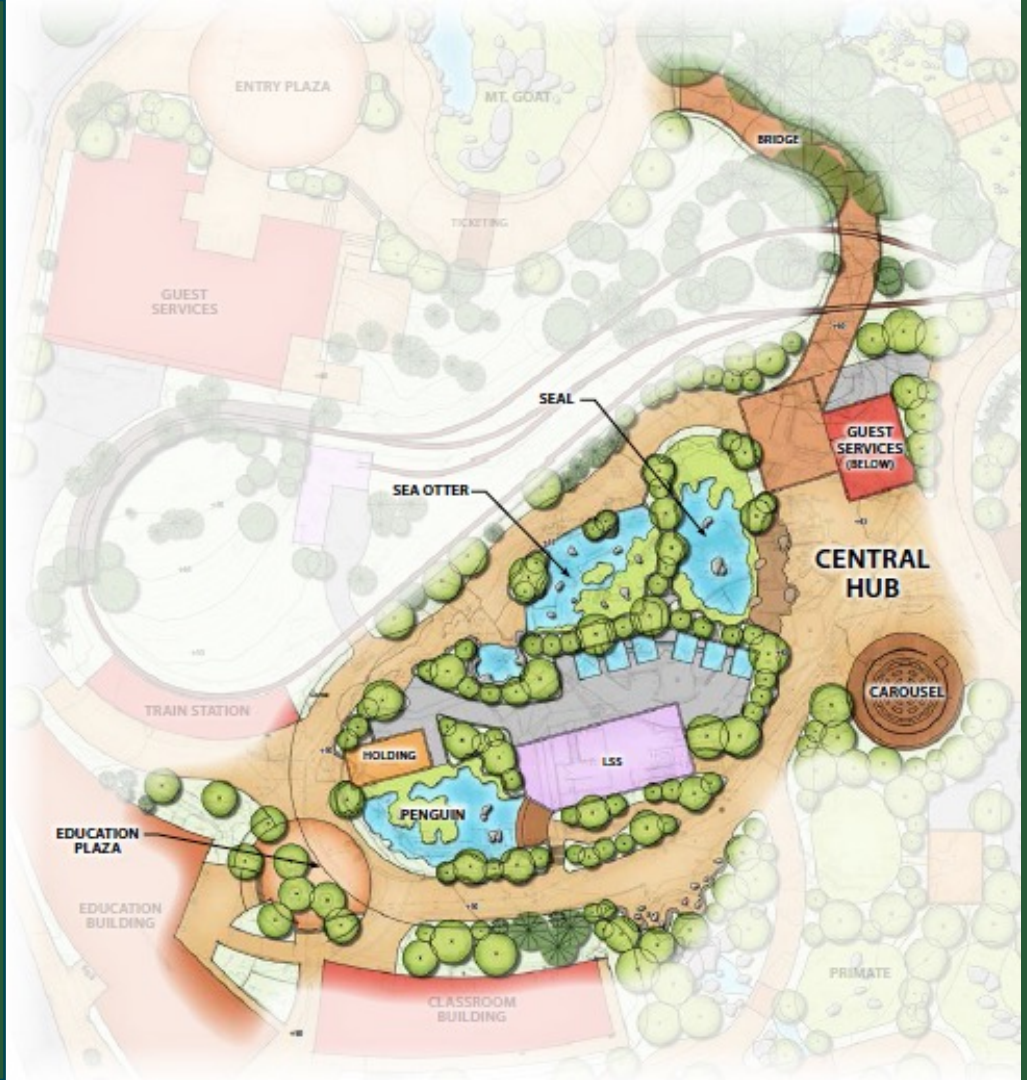 ENTRY PLAZA
MT. GOAT
BRIDGE
TICKETING
GUEST
SERVICES
SEAL
GUEST
SERVICES
(BELOW)
SEA OTTER
CENTRAL
HUB
CAROUSEL
TRAIN STATION
HOLDING
LSS
PENGUIN
EDUCATION
PLAZA
EDUCATION
BUILDING
PRIMATE
CLASSROOM
BUILDING